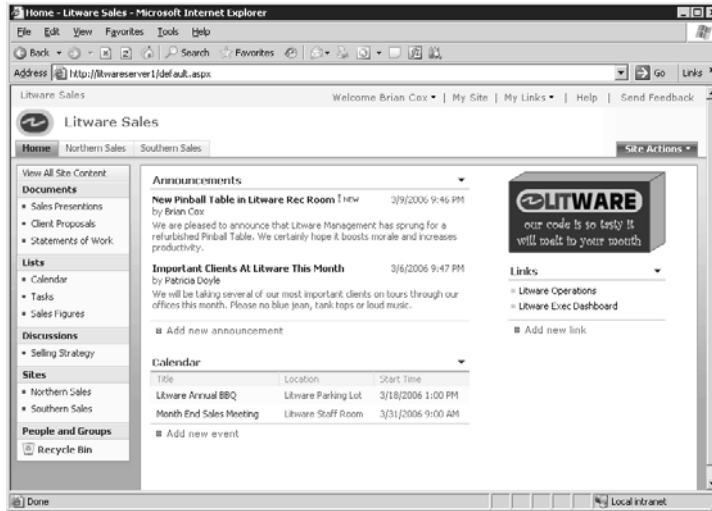 Home - Litware Sales - Microsoft Internet Explorer
File Edit View Favorites Tools Help
Back Search Favorites
Address http://litwareserver1/default.aspx Go Links
Litware Sales Welcome Brian Cox | My Site | My Links | Help | Send Feedback
Litware Sales
Home Northern Sales Southern Sales Site Actions
View All Site Content
Documents
Sales Presentations
Client Proposals
Statements of Work
Lists
Calendar
Tasks
Sales Figures
Discussions
Selling Strategy
Sites
Northern Sales
Southern Sales
People and Groups
Recycle Bin
Announcements
New Pinball Table in Litware Rec Room ! NEW 3/9/2006 9:46 PM
by Brian Cox
We are pleased to announce that Litware Management has sprung for a
refurbished Pinball Table. We certainly hope it boosts morale and increases
productivity.
Important Clients At Litware This Month 3/6/2006 9:47 PM
by Patricia Doyle
We will be taking several of our most important clients on tours through our
offices this month. Please no blue jean, tank tops or loud music.
Add new announcement
Calendar
Title Location Start Time
Litware Annual BBQ Litware Parking Lot 3/18/2006 1:00 PM
Month End Sales Meeting Litware Staff Room 3/31/2006 9:00 AM
Add new event
LITWARE
our code is so tasty it
will melt in your mouth
Links
Litware Operations
Litware Exec Dashboard
Add new link
Done Local intranet